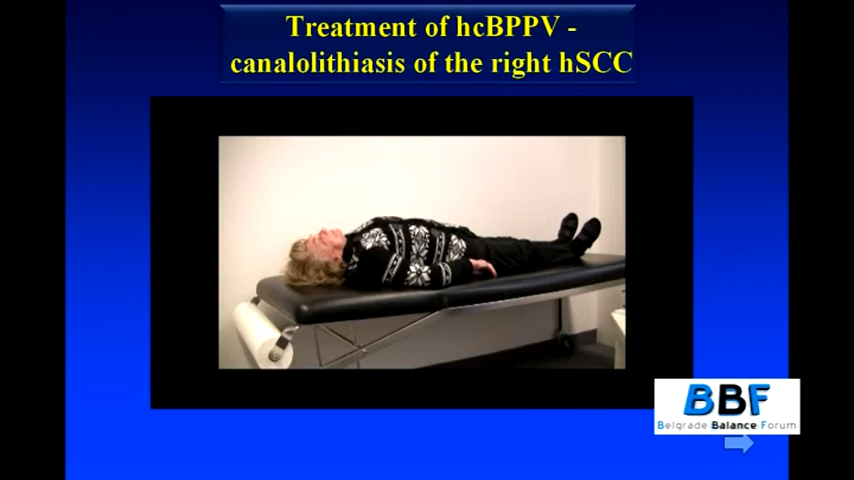 Treatment of hcBPPV -
canalolithiasis of the right hSCC
BBF
Belgrade Balance Forum